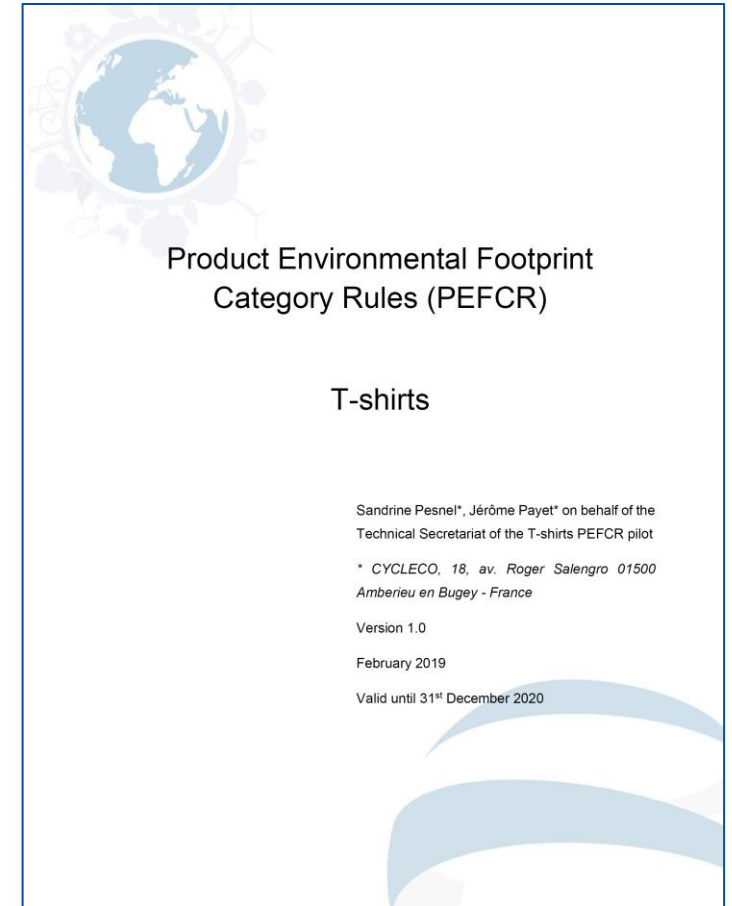 Product Environmental Footprint
Category Rules (PEFCR)
T-shirts
Sandrine Pesnel*, Jérôme Payet* on behalf of the
Technical Secretariat of the T-shirts PEFCR pilot
* CYCLECO, 18, av. Roger Salengro 01500
Amberieu en Bugey - France
Version 1.0
February 2019
Valid until 31st December 2020